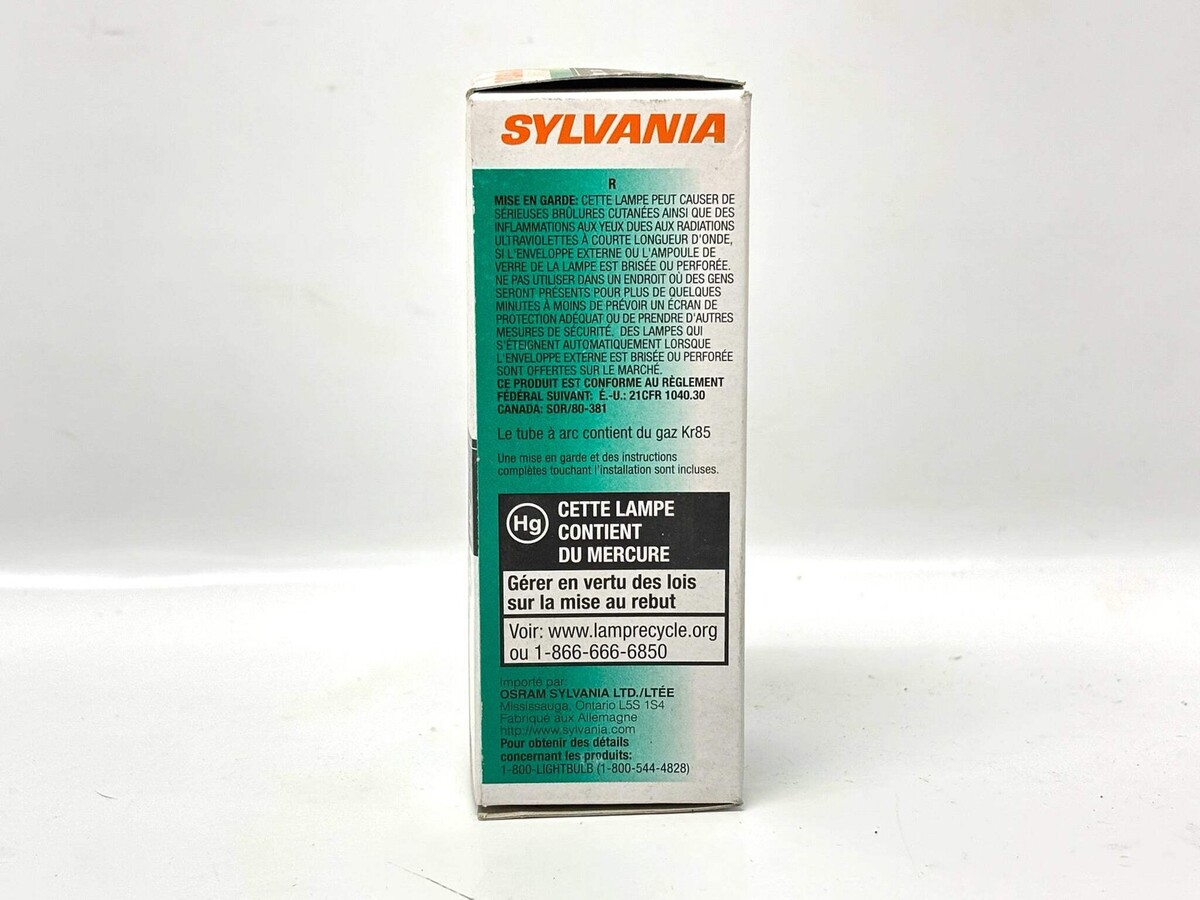 SYLVANIA
R
MISE EN GARDE: CETTE LAMPE PEUT CAUSER DE
SÉRIEUSES BRÛLURES CUTANÉES AINSI QUE DES
INFLAMMATIONS AUX YEUX DUES AUX RADIATIONS
ULTRAVIOLETTES À COURTE LONGUEUR D'ONDE,
SI L'ENVELOPPE EXTERNE OU L'AMPOULE DE
VERRE DE LA LAMPE EST BRISÉE OU PERFORÉE.
NE PAS UTILISER DANS UN ENDROIT OÙ DES GENS
SERONT PRÉSENTS POUR PLUS DE QUELQUES
MINUTES À MOINS DE PRÉVOIR UN ÉCRAN DE
PROTECTION ADÉQUAT OU DE PRENDRE D'AUTRES
MESURES DE SÉCURITÉ. DES LAMPES QUI
S'ÉTEIGNENT AUTOMATIQUEMENT LORSQUE
L'ENVELOPPE EXTERNE EST BRISÉE OU PERFORÉE
SONT OFFERTES SUR LE MARCHÉ.
CE PRODUIT EST CONFORME AU RÈGLEMENT
FÉDÉRAL SUIVANT: É.-U.: 21CFR 1040.30
CANADA: SOR/80-381
Le tube à arc contient du gaz Kr85
Une mise en garde et des instructions
complètes touchant l'installation sont incluses.
Hg
CETTE LAMPE
CONTIENT
DU MERCURE
Gérer en vertu des lois
sur la mise au rebut
Voir: www.lamprecycle.org
ou 1-866-666-6850
Importé par:
OSRAM SYLVANIA LTD./LTÉE
Mississauga, Ontario L5S 1S4
Fabriqué aux Allemagne
http://www.sylvania.com
Pour obtenir des détails
concernant les produits:
1-800-LIGHTBULB (1-800-544-4828)